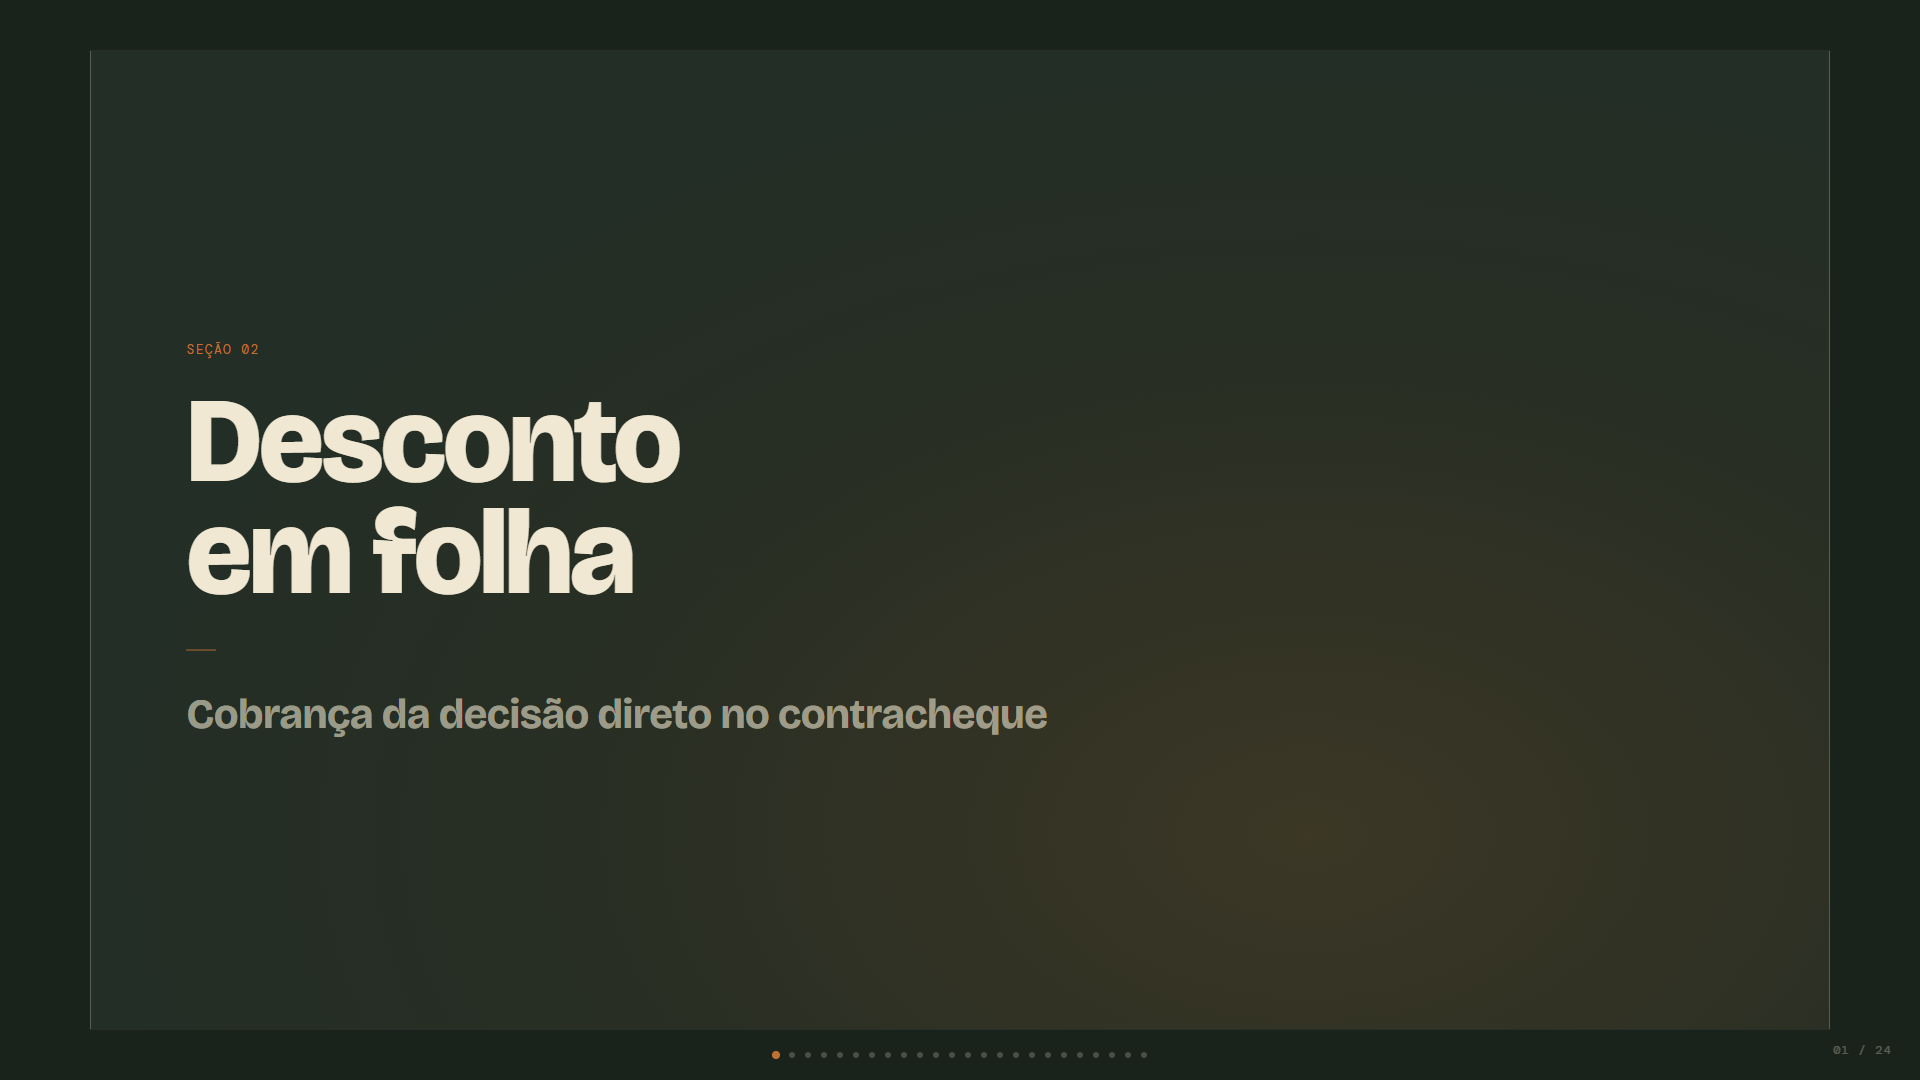 SEÇÃO 02
Desconto
em folha
Cobrança da decisão direto no contracheque
01 / 24